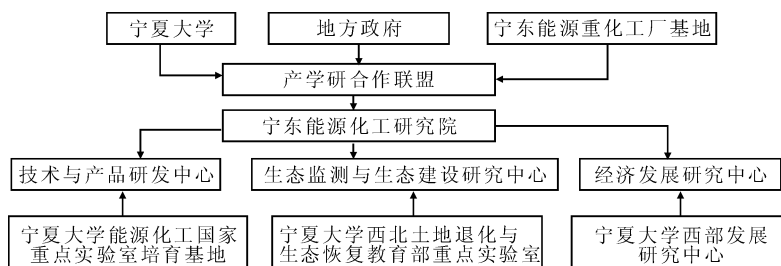 宁夏大学
地方政府
宁东能源重化工厂基地
产学研合作联盟
宁东能源化工研究院
技术与产品研发中心
生态监测与生态建设研究中心
经济发展研究中心
宁夏大学能源化工国家
重点实验室培育基地
宁夏大学西北土地退化与
生态恢复教育部重点实验室
宁夏大学西部发展
研究中心